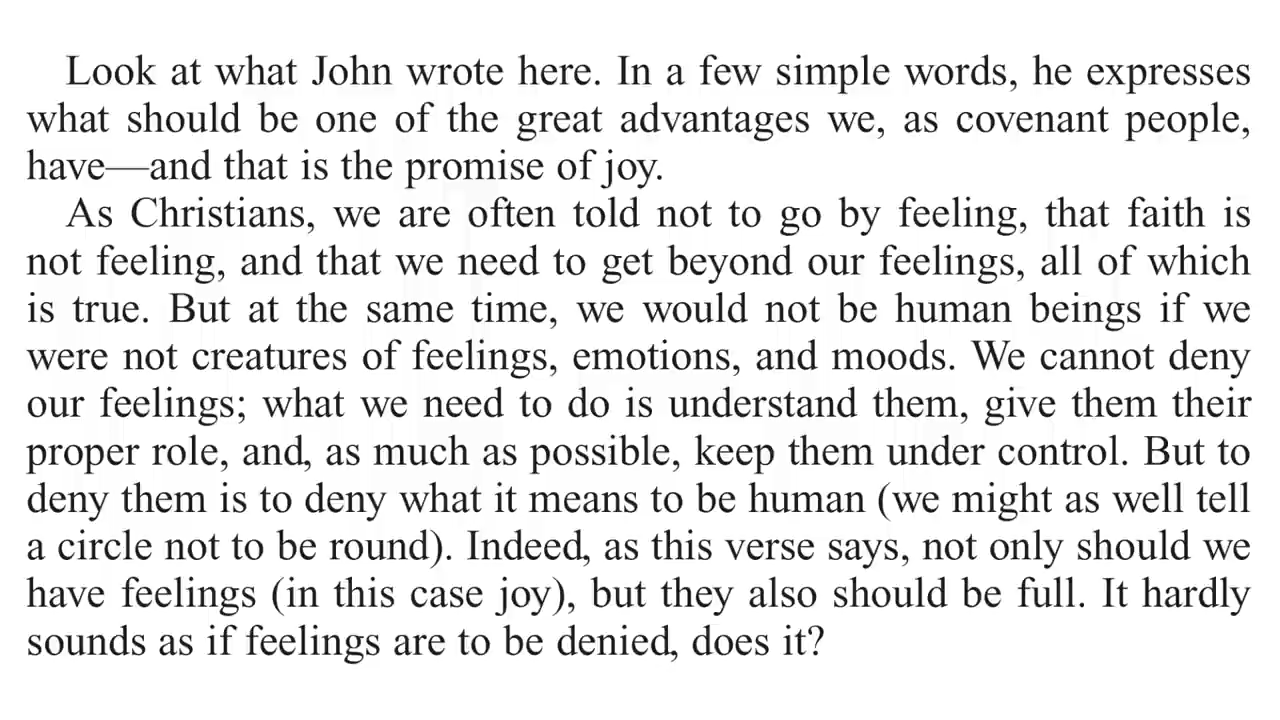 Look at what John wrote here. In a few simple words, he expresses
what should be one of the great advantages we, as covenant people,
have—and that is the promise of joy.
As Christians, we are often told not to go by feeling, that faith is
not feeling, and that we need to get beyond our feelings, all of which
is true. But at the same time, we would not be human beings if we
were not creatures of feelings, emotions, and moods. We cannot deny
our feelings; what we need to do is understand them, give them their
proper role, and, as much as possible, keep them under control. But to
deny them is to deny what it means to be human (we might as well tell
a circle not to be round). Indeed, as this verse says, not only should we
have feelings (in this case joy), but they also should be full. It hardly
sounds as if feelings are to be denied, does it?